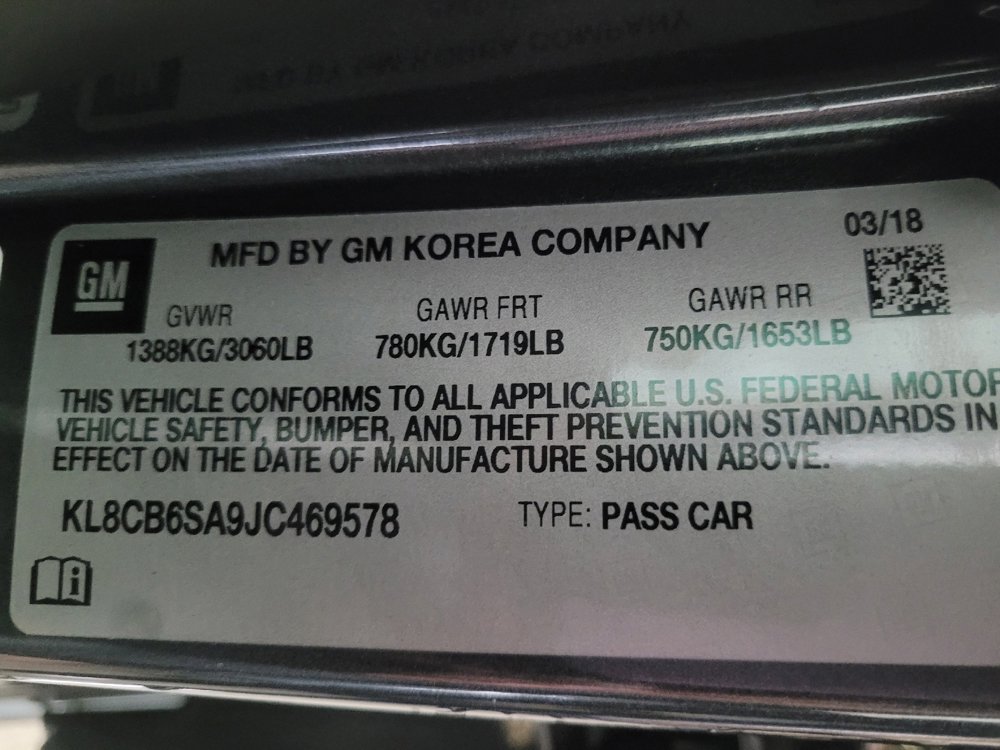 03/18
GM
MFD BY GM KOREA COMPANY
GVWR GAWR FRT GAWR RR
1388KG/3060LB 780KG/1719LB 750KG/1653LB
THIS VEHICLE CONFORMS TO ALL APPLICABLE U.S. FEDERAL MOTOR
VEHICLE SAFETY, BUMPER, AND THEFT PREVENTION STANDARDS IN
EFFECT ON THE DATE OF MANUFACTURE SHOWN ABOVE.
KL8CB6SA9JC469578 TYPE: PASS CAR
i